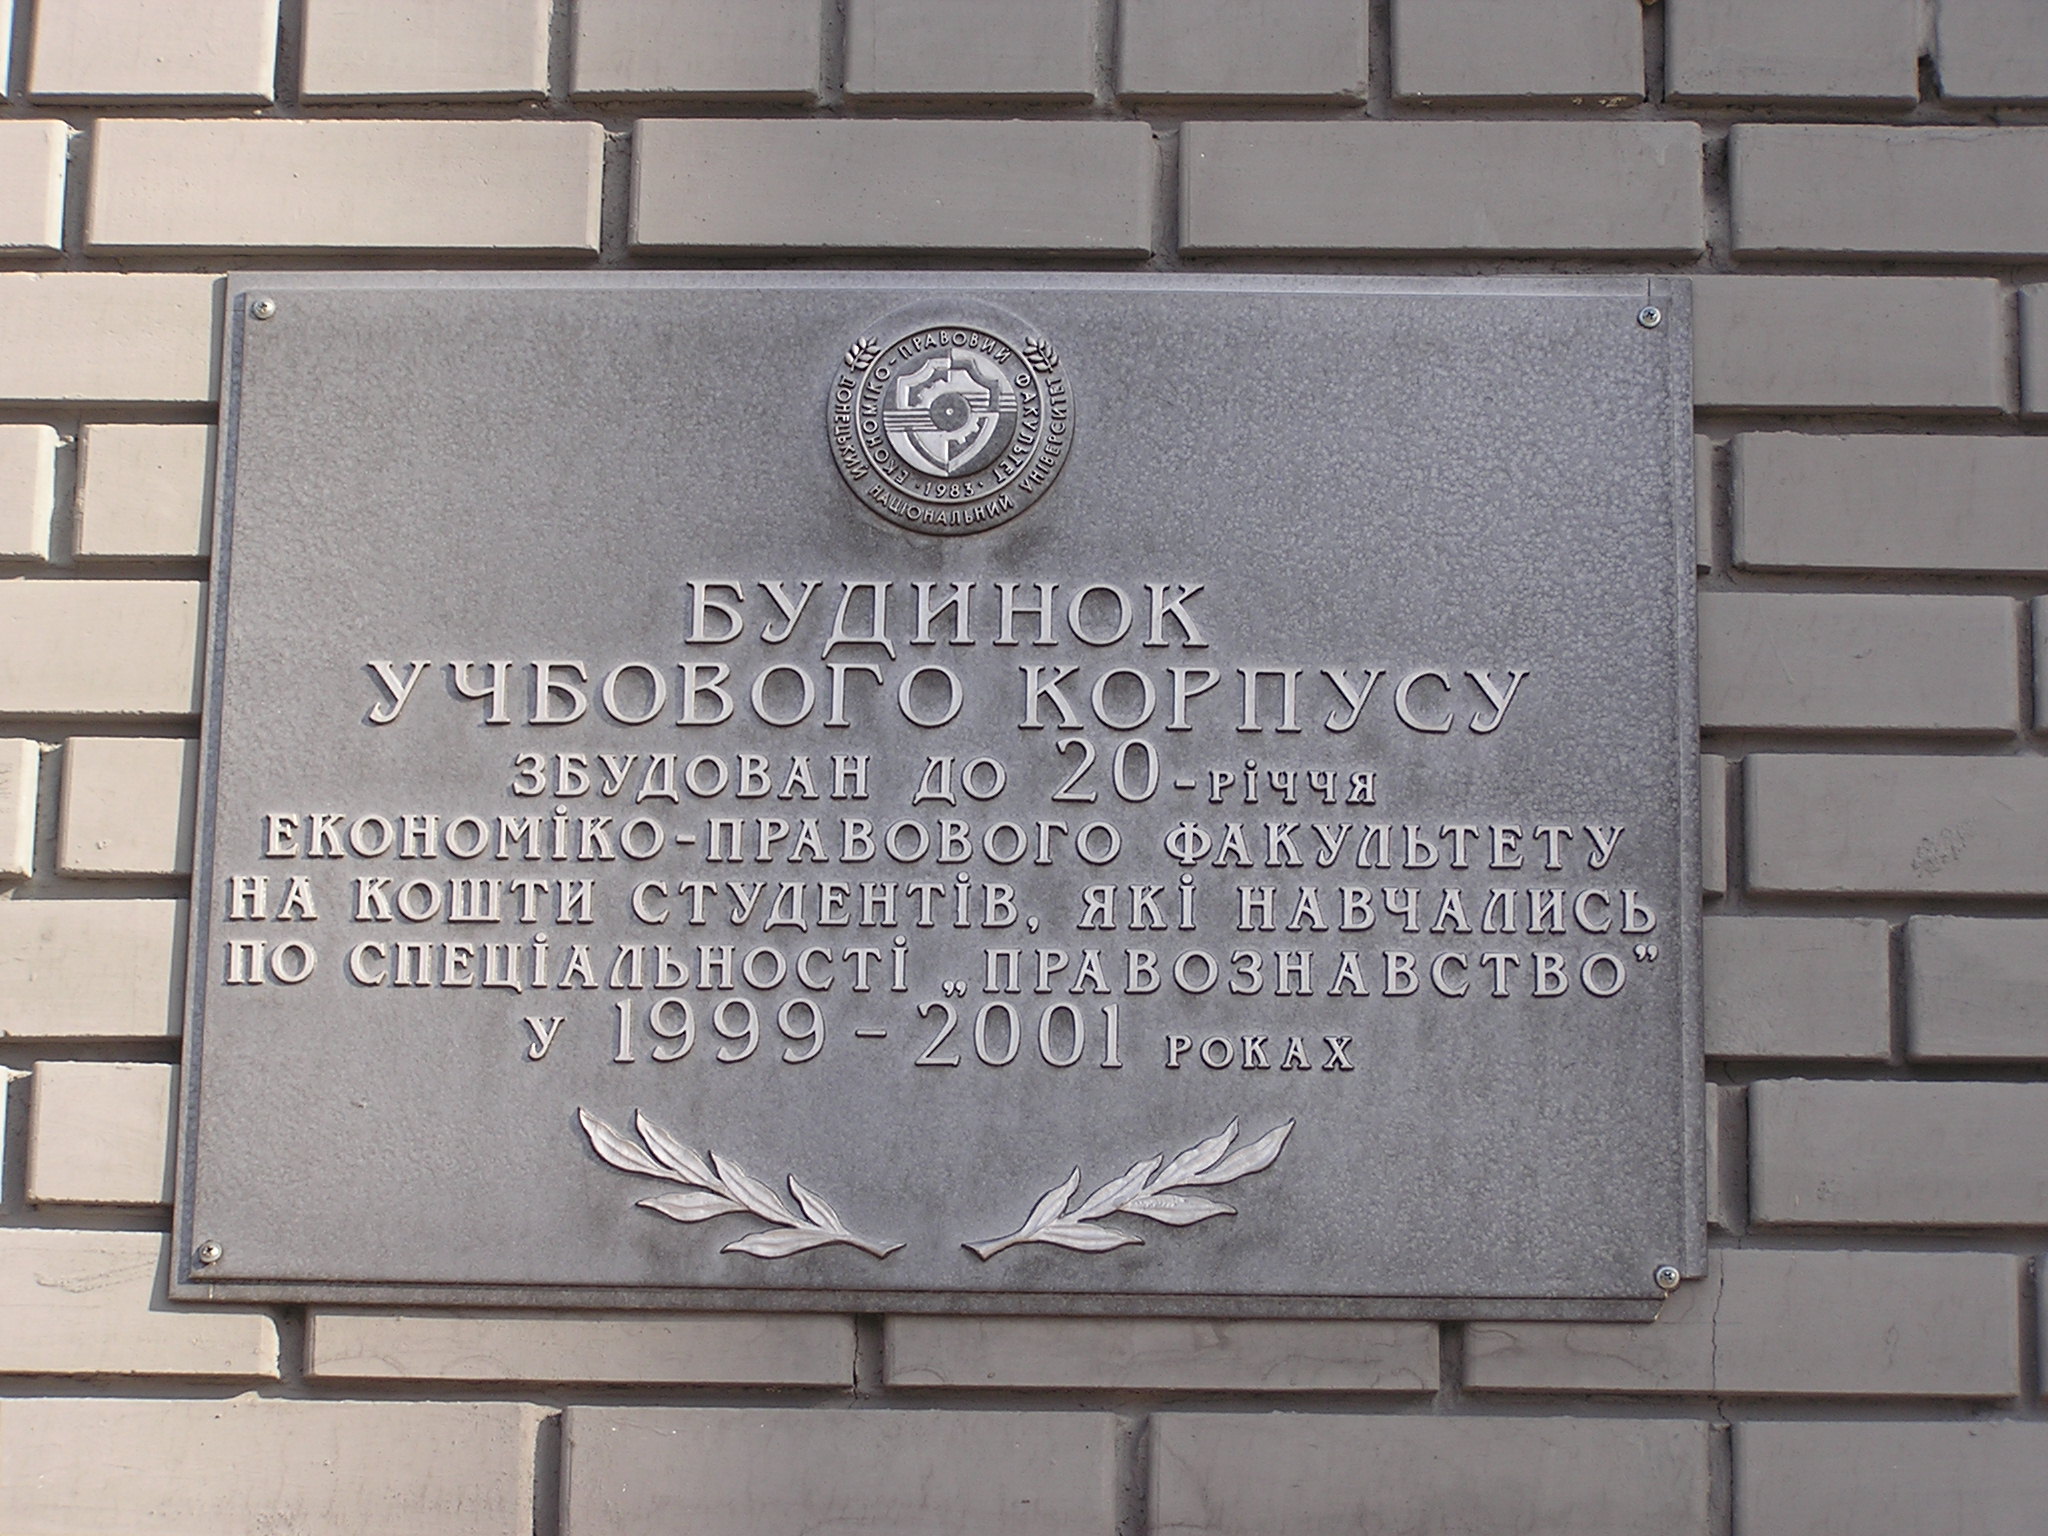 ЕКОНОМІКО-ПРАВОВИЙ ФАКУЛЬТЕТ
· 1983 ·
ДОНЕЦЬКИЙ НАЦІОНАЛЬНИЙ УНІВЕРСИТЕТ
БУДИНОК
УЧБОВОГО КОРПУСУ
ЗБУДОВАН ДО 20-РІЧЧЯ
ЕКОНОМІКО-ПРАВОВОГО ФАКУЛЬТЕТУ
НА КОШТИ СТУДЕНТІВ, ЯКІ НАВЧАЛИСЬ
ПО СПЕЦІАЛЬНОСТІ „ПРАВОЗНАВСТВО”
У 1999 – 2001 РОКАХ